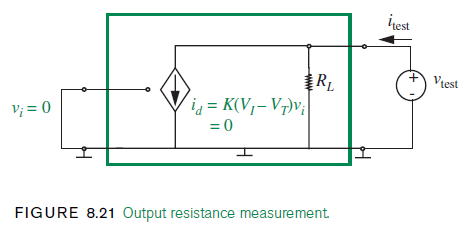 i_test
R_L
+
-
v_test
v_i = 0
i_d = K(V_I – V_T)v_i
= 0
FIGURE 8.21 Output resistance measurement.